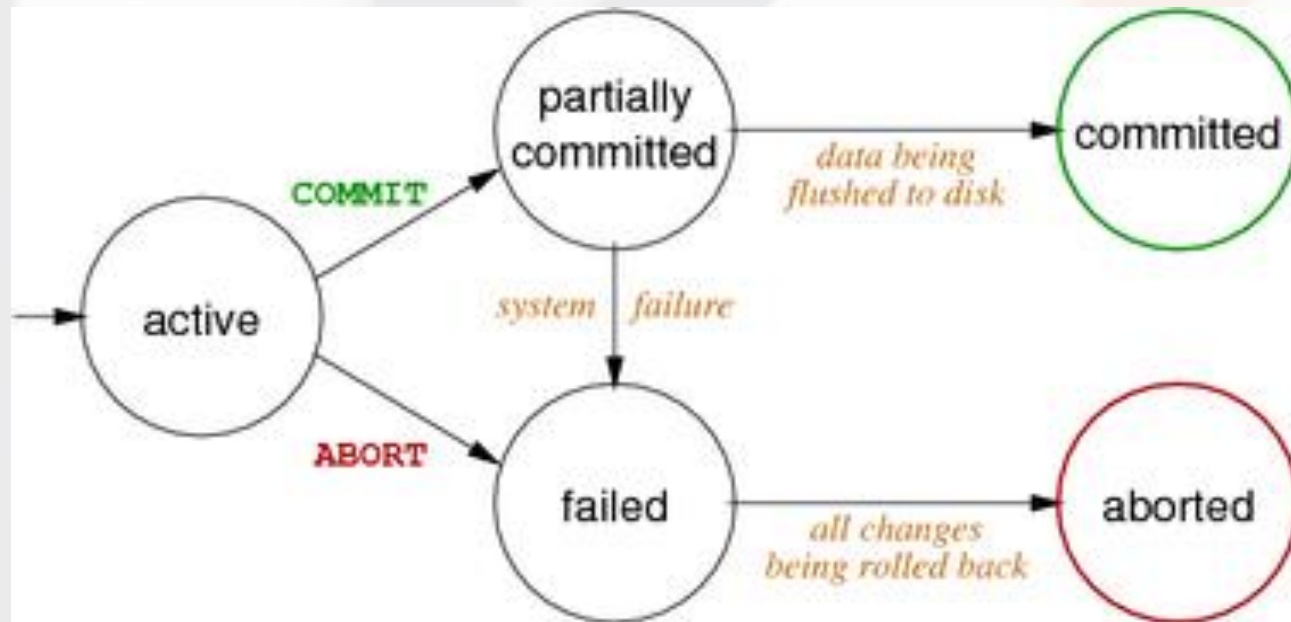 partially
committed
committed
data being
flushed to disk
COMMIT
active
system failure
ABORT
failed
aborted
all changes
being rolled back